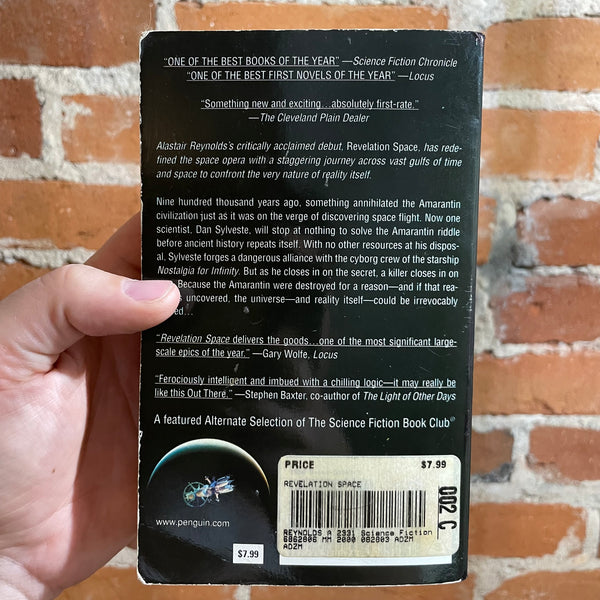 “ONE OF THE BEST BOOKS OF THE YEAR” —Science Fiction Chronicle
“ONE OF THE BEST FIRST NOVELS OF THE YEAR” —Locus
“Something new and exciting...absolutely first-rate.”
—The Cleveland Plain Dealer
Alastair Reynolds's critically acclaimed debut, Revelation Space, has rede-
fined the space opera with a staggering journey across vast gulfs of time
and space to confront the very nature of reality itself.
Nine hundred thousand years ago, something annihilated the Amarantin
civilization just as it was on the verge of discovering space flight. Now one
scientist, Dan Sylveste, will stop at nothing to solve the Amarantin riddle
before ancient history repeats itself. With no other resources at his dispos-
al, Sylveste forges a dangerous alliance with the cyborg crew of the starship
Nostalgia for Infinity. But as he closes in on the secret, a killer closes in on
Because the Amarantin were destroyed for a reason—and if that rea-
uncovered, the universe—and reality itself—could be irrevocably
“Revelation Space delivers the goods...one of the most significant large-
scale epics of the year.” —Gary Wolfe, Locus
“Ferociously intelligent and imbued with a chilling logic—it may really be
like this Out There.” —Stephen Baxter, co-author of The Light of Other Days
A featured Alternate Selection of The Science Fiction Book Club®
www.penguin.com
$7.99
PRICE $7.99
REVELATION SPACE
002 C
REYNOLDS A 2331 Science Fiction
6862806 MM 2000 082803 ADZM
ADZM